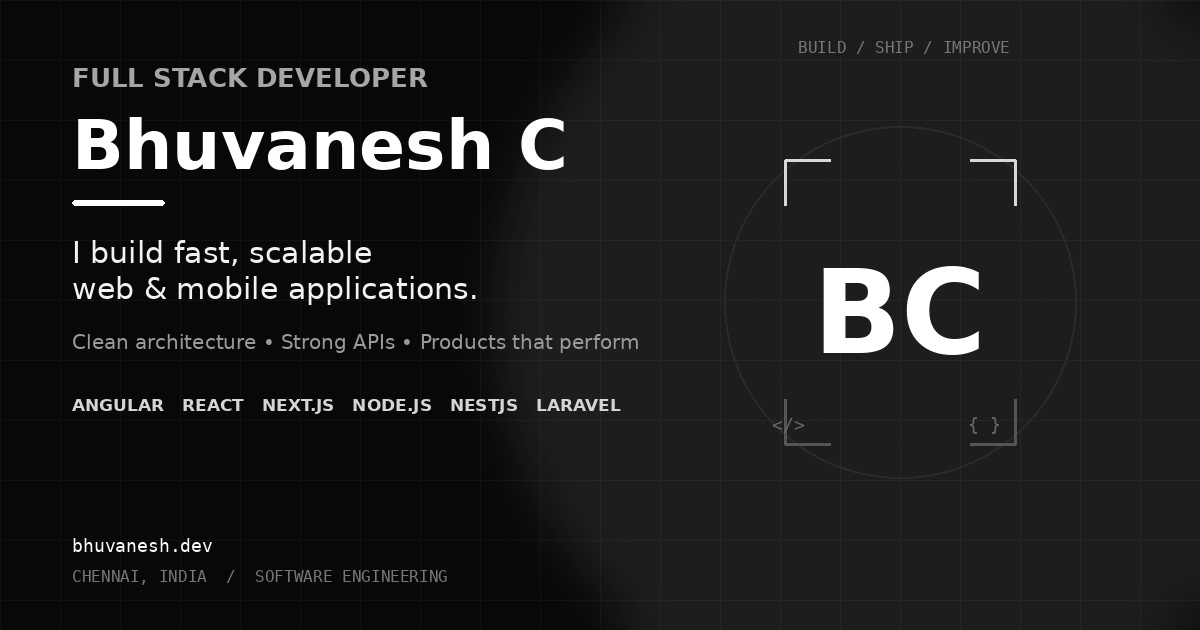 FULL STACK DEVELOPER
Bhuvanesh C
I build fast, scalable
web & mobile applications.
Clean architecture • Strong APIs • Products that perform
ANGULAR REACT NEXT.JS NODE.JS NESTJS LARAVEL
bhuvanesh.dev
CHENNAI, INDIA / SOFTWARE ENGINEERING
BUILD / SHIP / IMPROVE
BC
</> { }